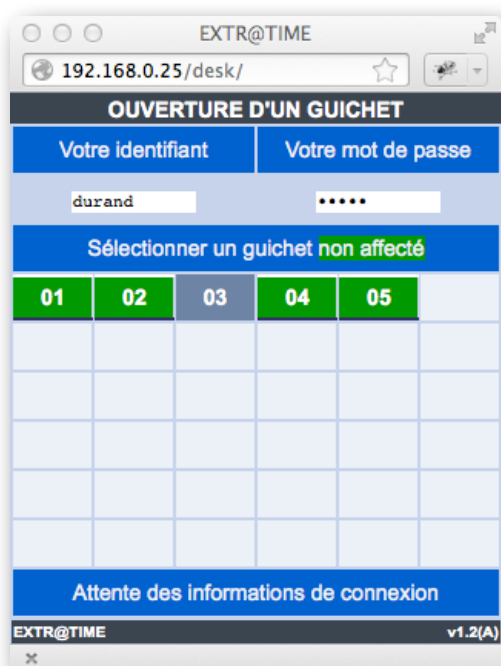 EXTR@TIME
192.168.0.25/desk/
OUVERTURE D'UN GUICHET
Votre identifiant Votre mot de passe
durand •••••
Sélectionner un guichet non affecté
01 02 03 04 05
Attente des informations de connexion
EXTR@TIME v1.2(A)